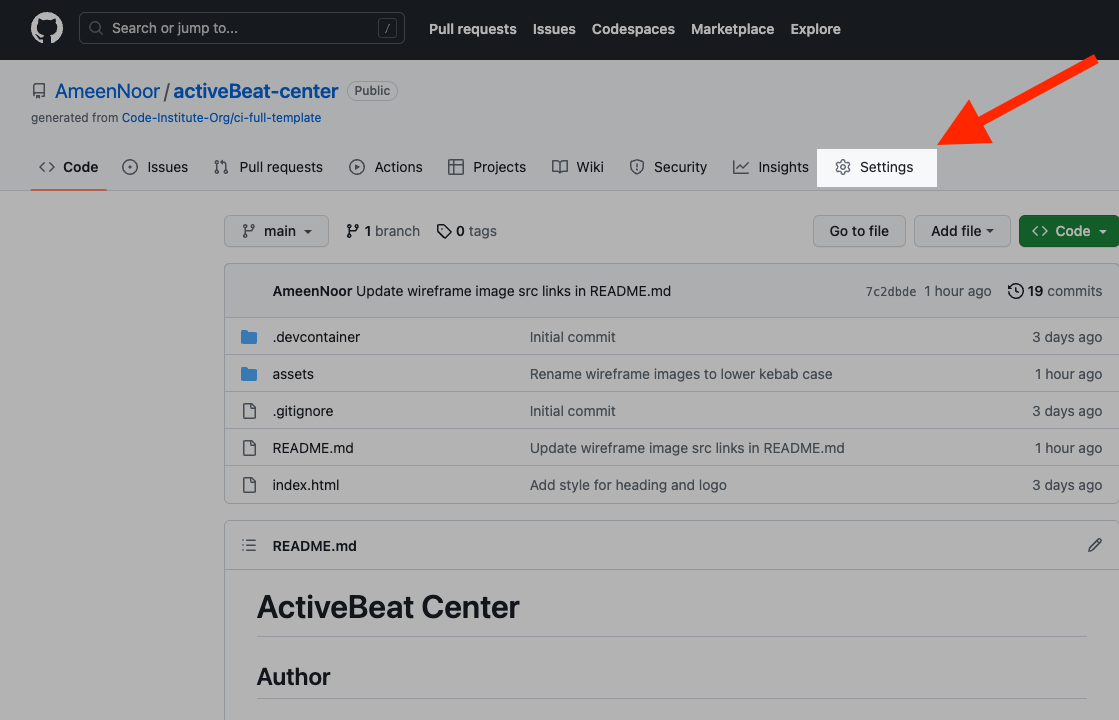 Search or jump to... /
Pull requests Issues Codespaces Marketplace Explore
AmeenNoor / activeBeat-center Public
generated from Code-Institute-Org/ci-full-template
Code Issues Pull requests Actions Projects Wiki Security Insights Settings
main 1 branch 0 tags Go to file Add file Code
AmeenNoor Update wireframe image src links in README.md 7c2dbde 1 hour ago 19 commits
.devcontainer Initial commit 3 days ago
assets Rename wireframe images to lower kebab case 1 hour ago
.gitignore Initial commit 3 days ago
README.md Update wireframe image src links in README.md 1 hour ago
index.html Add style for heading and logo 3 days ago
README.md
ActiveBeat Center
Author